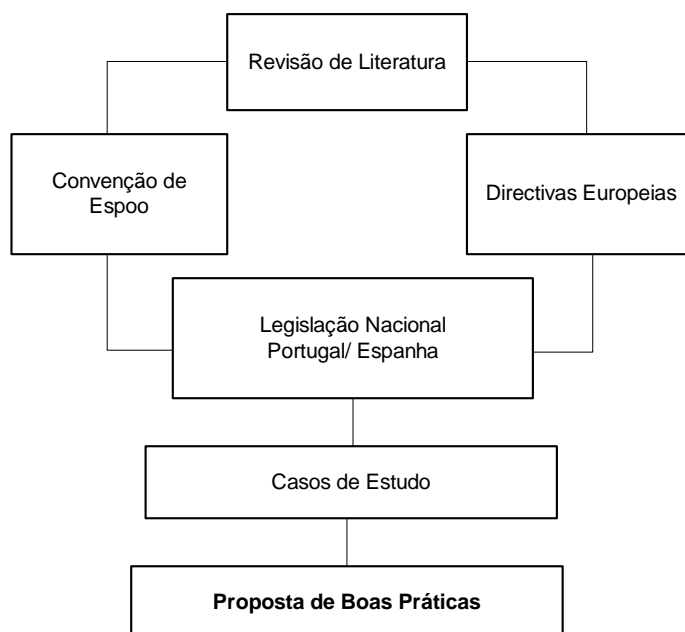 Revisão de Literatura
Convenção de
Espoo
Directivas Europeias
Legislação Nacional
Portugal/ Espanha
Casos de Estudo
Proposta de Boas Práticas